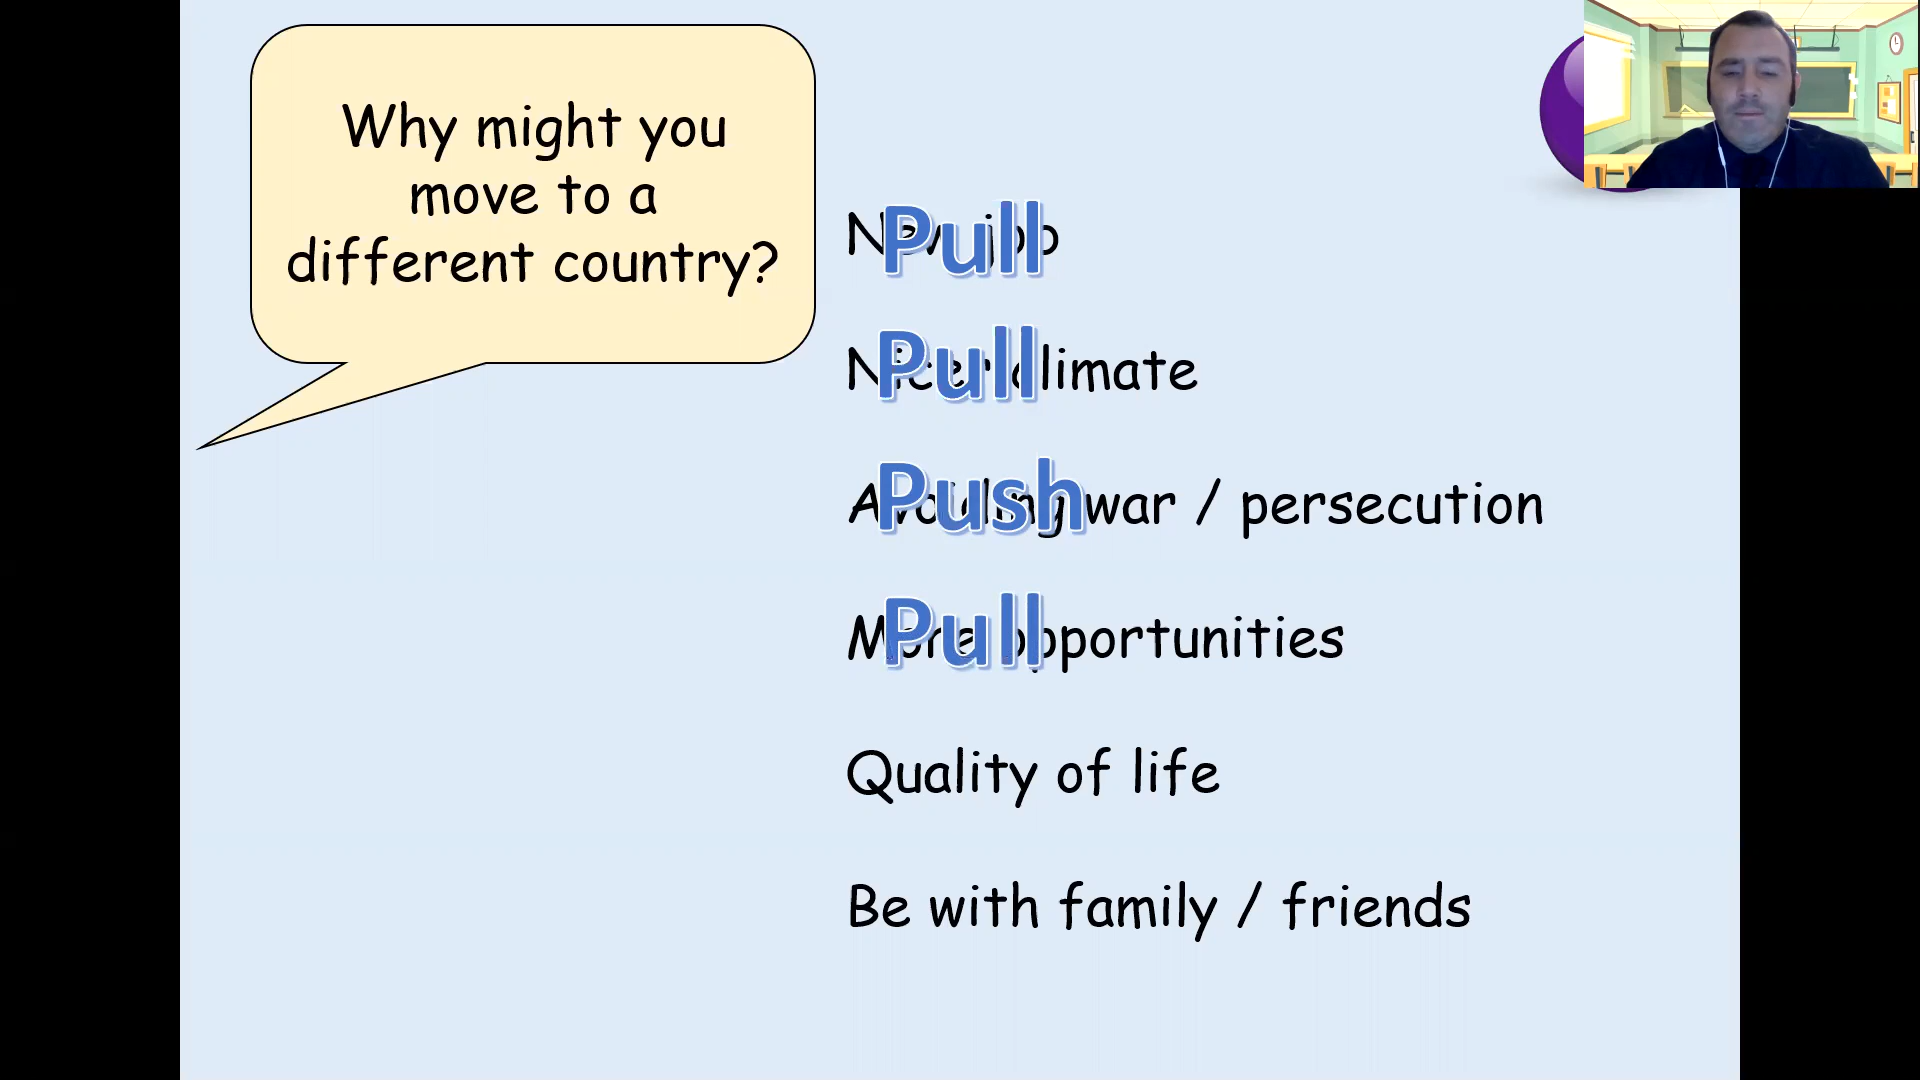 Why might you
move to a
different country?
New job
Pull
Nicer climate
Pull
Avoiding war / persecution
Push
More opportunities
Pull
Quality of life
Be with family / friends